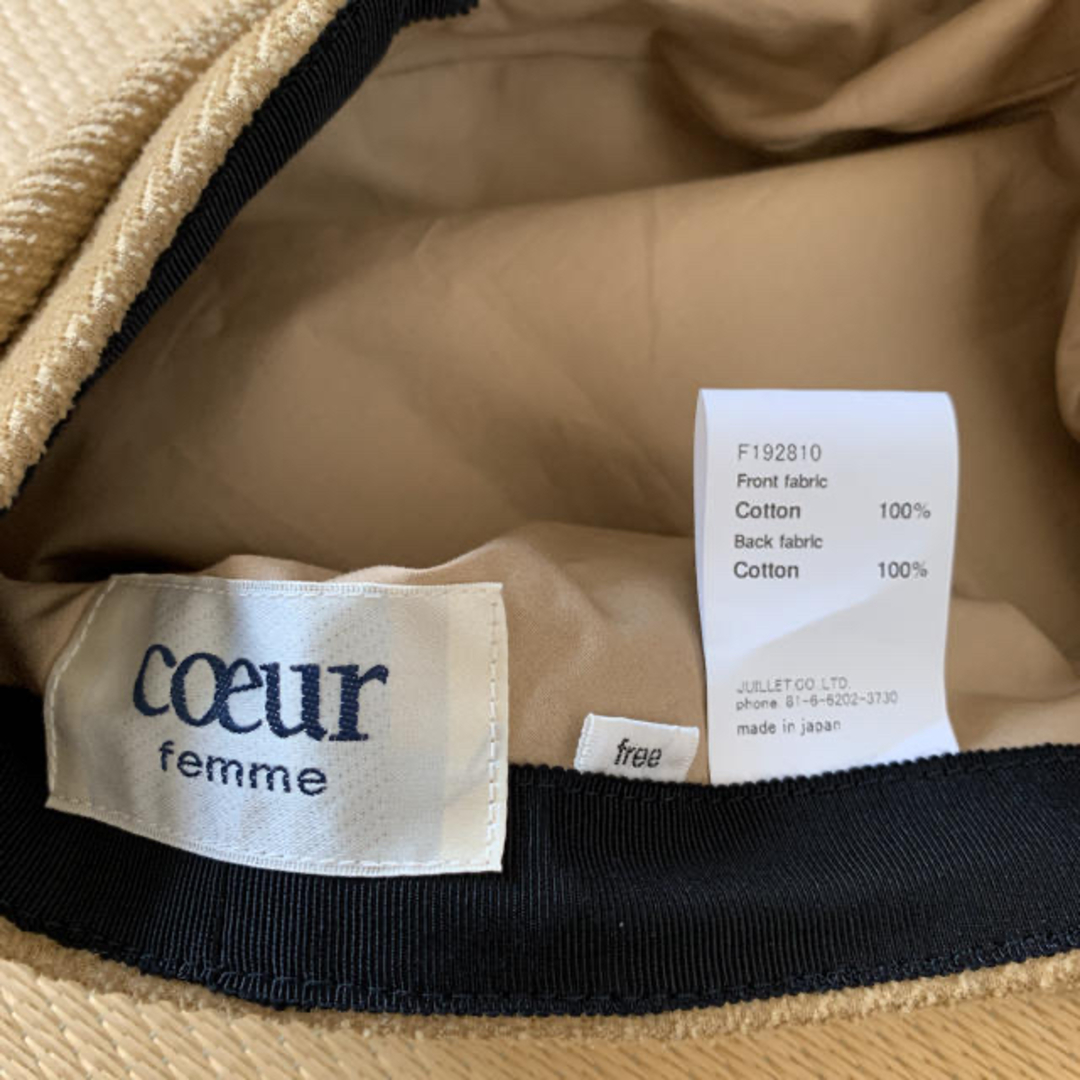 coeur
femme
free
F192810
Front fabric
Cotton 100%
Back fabric
Cotton 100%
JUILLET CO.,LTD.
phone. 81-6-6202-3730
made in japan